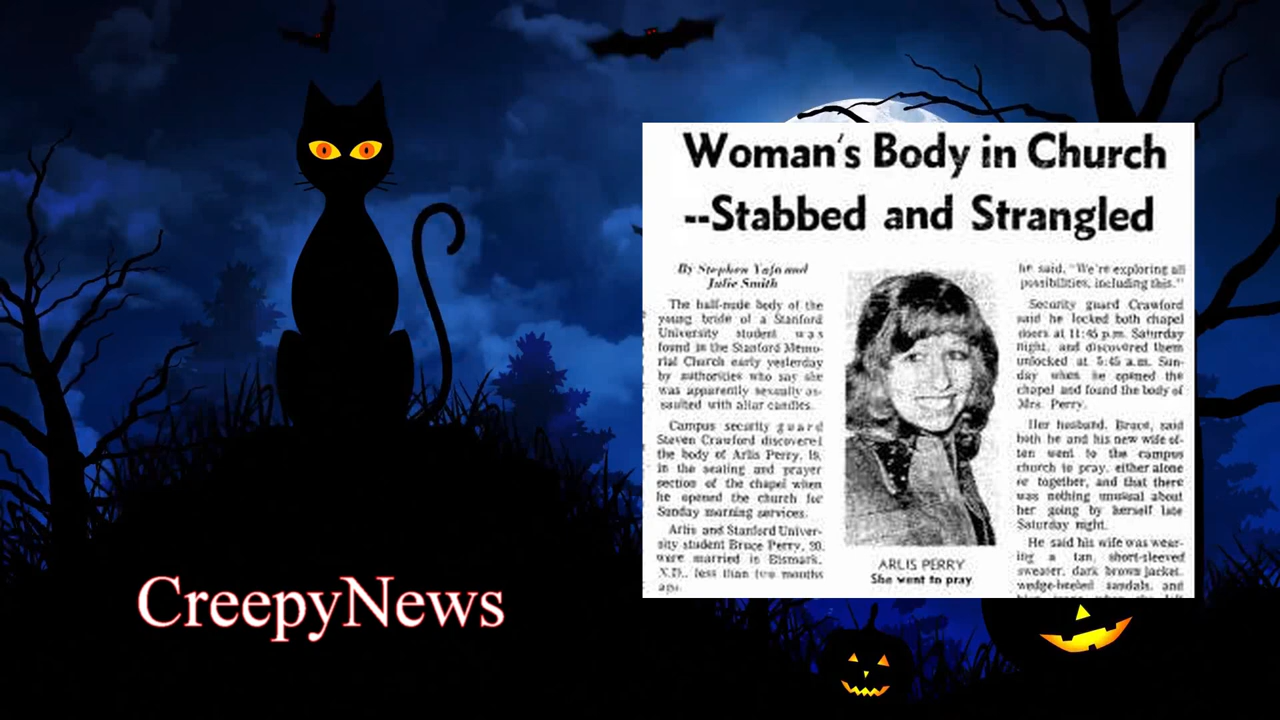 Woman's Body in Church
--Stabbed and Strangled
By Stephen Yafa and
Julie Smith
The half-nude body of the
young bride of a Stanford
University student was
found in the Stanford Memo-
rial Church early yesterday
by authorities who say she
was apparently sexually as-
saulted with altar candles.
Campus security guard
Steven Crawford discovered
the body of Arlis Perry, 19,
in the seating and prayer
section of the chapel when
he opened the church for
Sunday morning services.
Arlis and Stanford Univer-
sity student Bruce Perry, 20,
were married in Bismark,
N.D., less than two months
ago.
ARLIS PERRY
She went to pray
he said, "We're exploring all
possibilities, including this."
Security guard Crawford
said he locked both chapel
doors at 11:45 p.m. Saturday
night, and discovered them
unlocked at 5:45 a.m. Sun-
day when he opened the
chapel and found the body of
Mrs. Perry.
Her husband, Bruce, said
both he and his new wife of-
ten went to the campus
church to pray, either alone
or together, and that there
was nothing unusual about
her going by herself late
Saturday night.
He said his wife was wear-
ing a tan, short-sleeved
sweater, dark brown jacket,
wedge-heeled sandals, and
CreepyNews